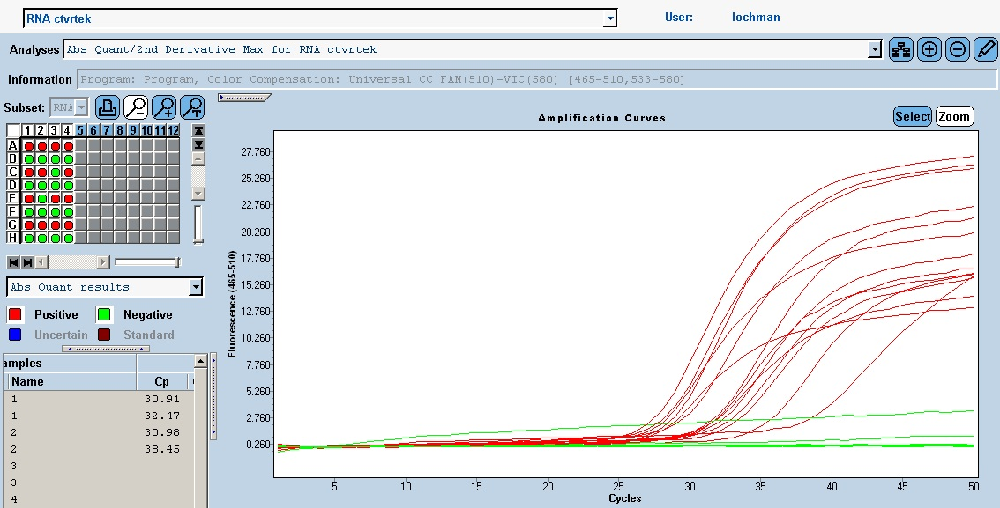 RNA ctvrtek
User: lochman
Analyses Abs Quant/2nd Derivative Max for RNA ctvrtek
Information Program: Program, Color Compensation: Universal CC FAM(510)-VIC(580) [465-510,533-580]
Subset: RNA
Amplification Curves
Select Zoom
1 2 3 4 5 6 7 8 9 10 11 12
A
B
C
D
E
F
G
H
Abs Quant results
Positive Negative
Uncertain Standard
amples
Name Cp
1 30.91
1 32.47
2 30.98
2 38.45
3
3
4
Fluorescence (465-510)
27.760
25.260
22.760
20.260
17.760
15.260
12.760
10.260
7.760
5.260
2.760
0.260
5 10 15 20 25 30 35 40 45 50
Cycles